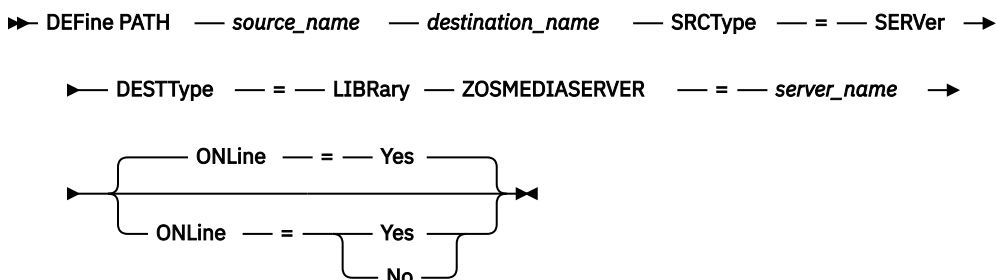 DEFine PATH source_name destination_name SRCType = SERVer
DESTType = LIBRary ZOSMEDIASERVER = server_name
ONLine = Yes
ONLine = Yes
No